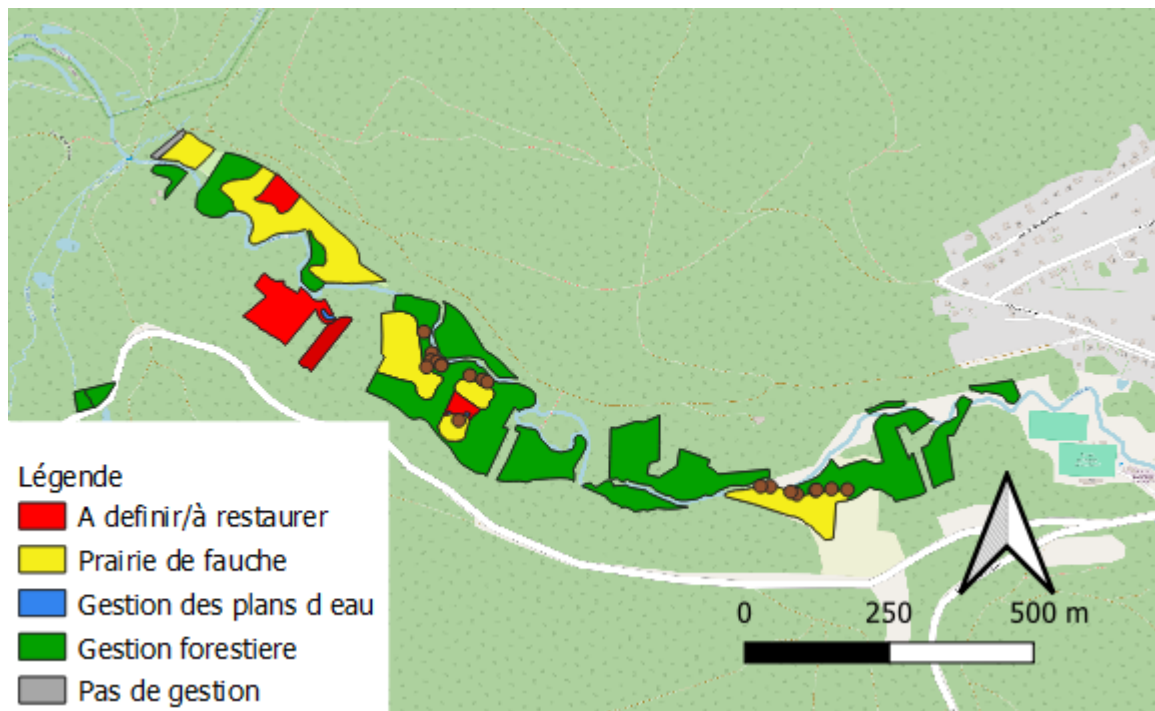 0 250 500 m
Légende
A definir/à restaurer
Prairie de fauche
Gestion des plans d eau
Gestion forestiere
Pas de gestion